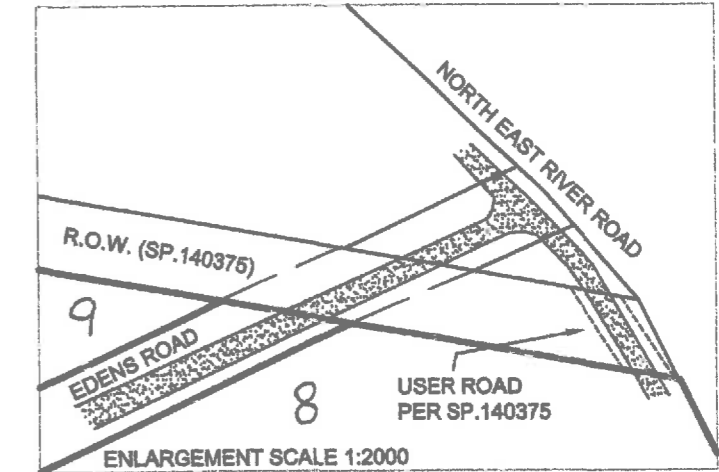 NORTH EAST RIVER ROAD
R.O.W. (SP.140375)
9
EDENS ROAD
8
USER ROAD
PER SP.140375
ENLARGEMENT SCALE 1:2000